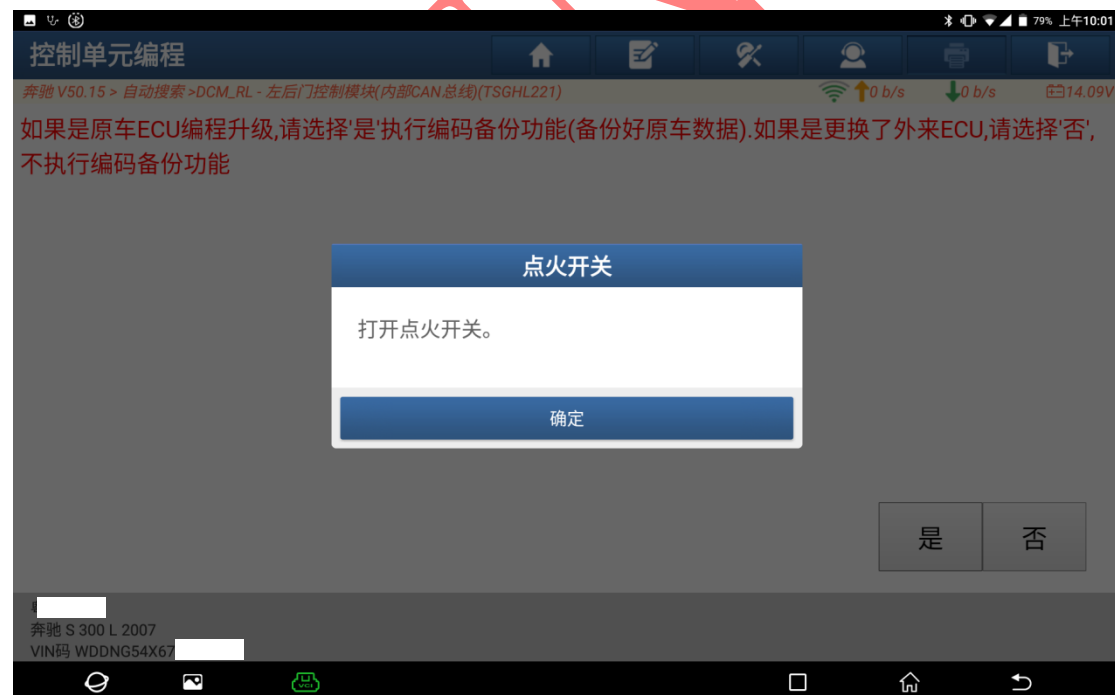 79% 上午10:01
控制单元编程
奔驰 V50.15 > 自动搜索 >DCM_RL - 左后门控制模块(内部CAN总线)(TSGHL221)
0 b/s
0 b/s
14.09V
如果是原车ECU编程升级,请选择'是'执行编码备份功能(备份好原车数据).如果是更换了外来ECU,请选择'否',
不执行编码备份功能
点火开关
打开点火开关。
确定
是
否
奔驰 S 300 L 2007
VIN码 WDDNG54X67
VCI